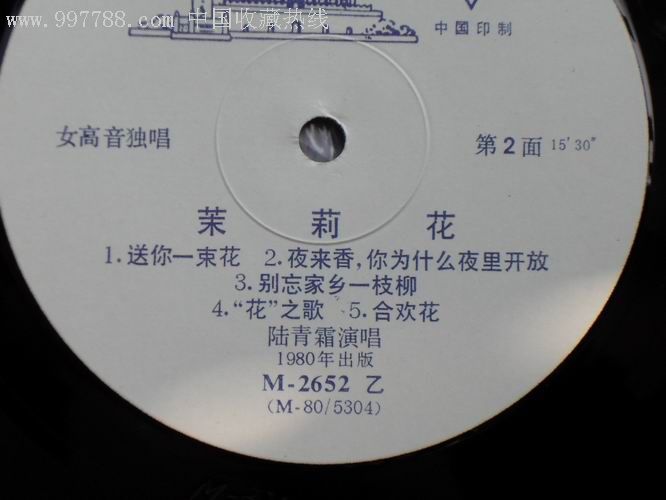 www.997788.com 中国收藏热线
中国印制
女高音独唱
第2面 15′30″
茉莉花
1.送你一束花 2.夜来香,你为什么夜里开放
3.别忘家乡一枝柳
4.“花”之歌 5.合欢花
陆青霜演唱
1980年出版
M-2652 乙
(M-80/5304)